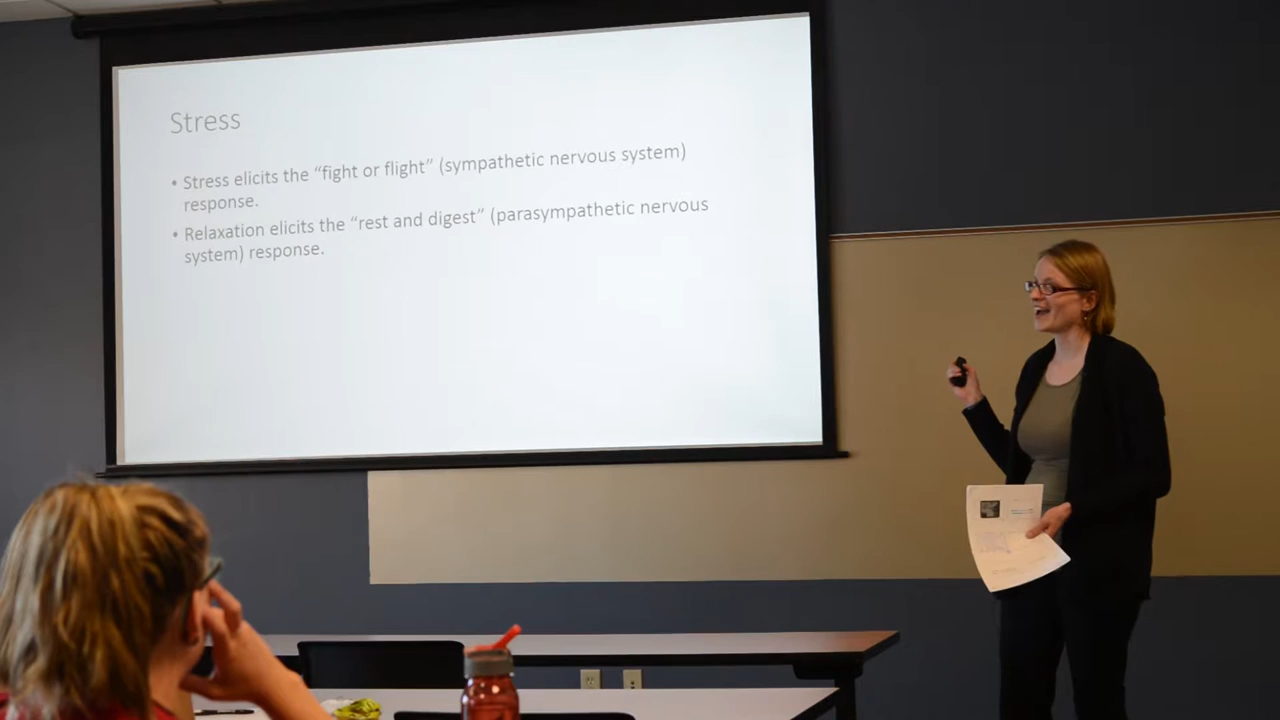 Stress
• Stress elicits the “fight or flight” (sympathetic nervous system)
response.
• Relaxation elicits the “rest and digest” (parasympathetic nervous
system) response.